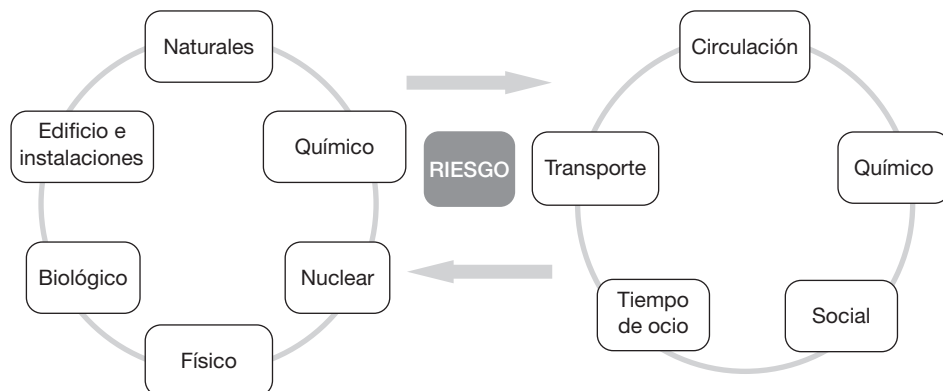 Naturales
Edificio e
instalaciones
Químico
Biológico
Nuclear
Físico
RIESGO
Circulación
Transporte
Químico
Tiempo
de ocio
Social